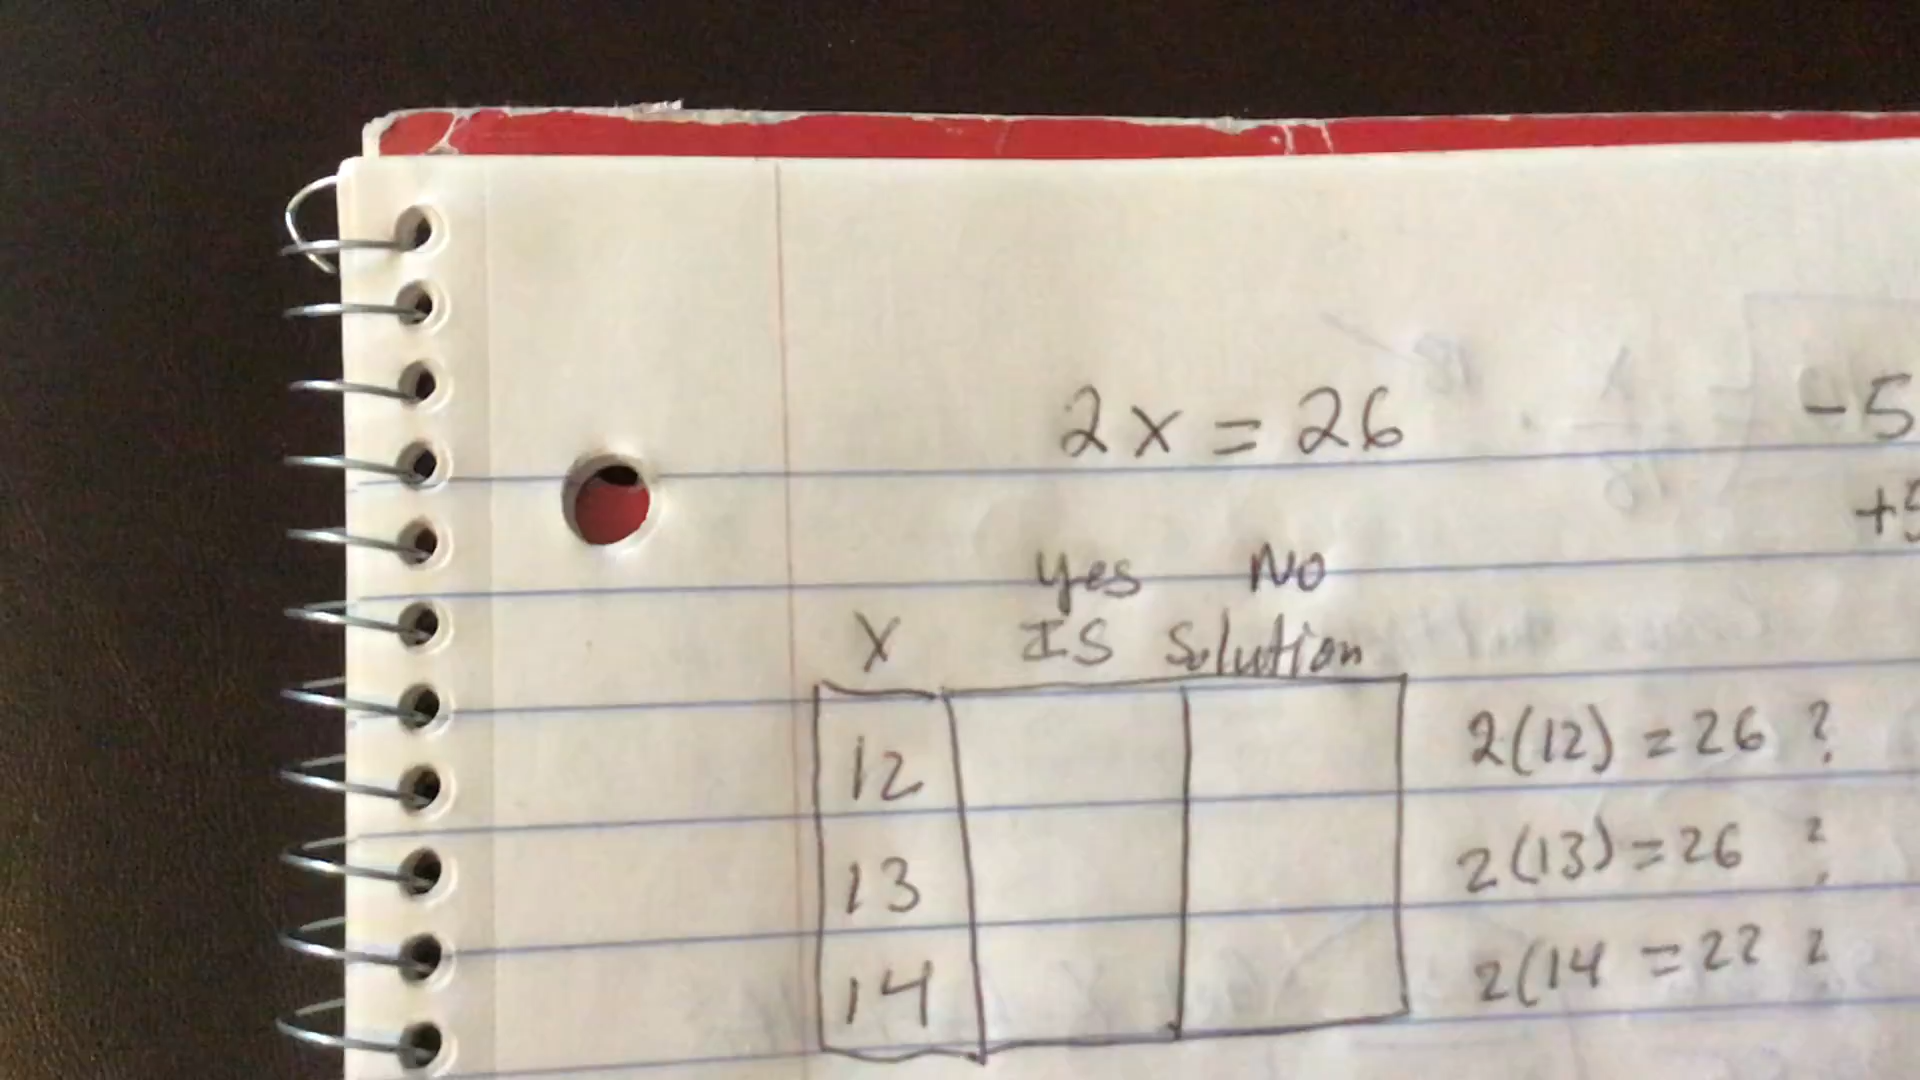 2x = 26
-5
+5
Yes No
X IS Solution
12 2(12) = 26 ?
13 2(13) = 26 ?
14 2(14 = 22 ?